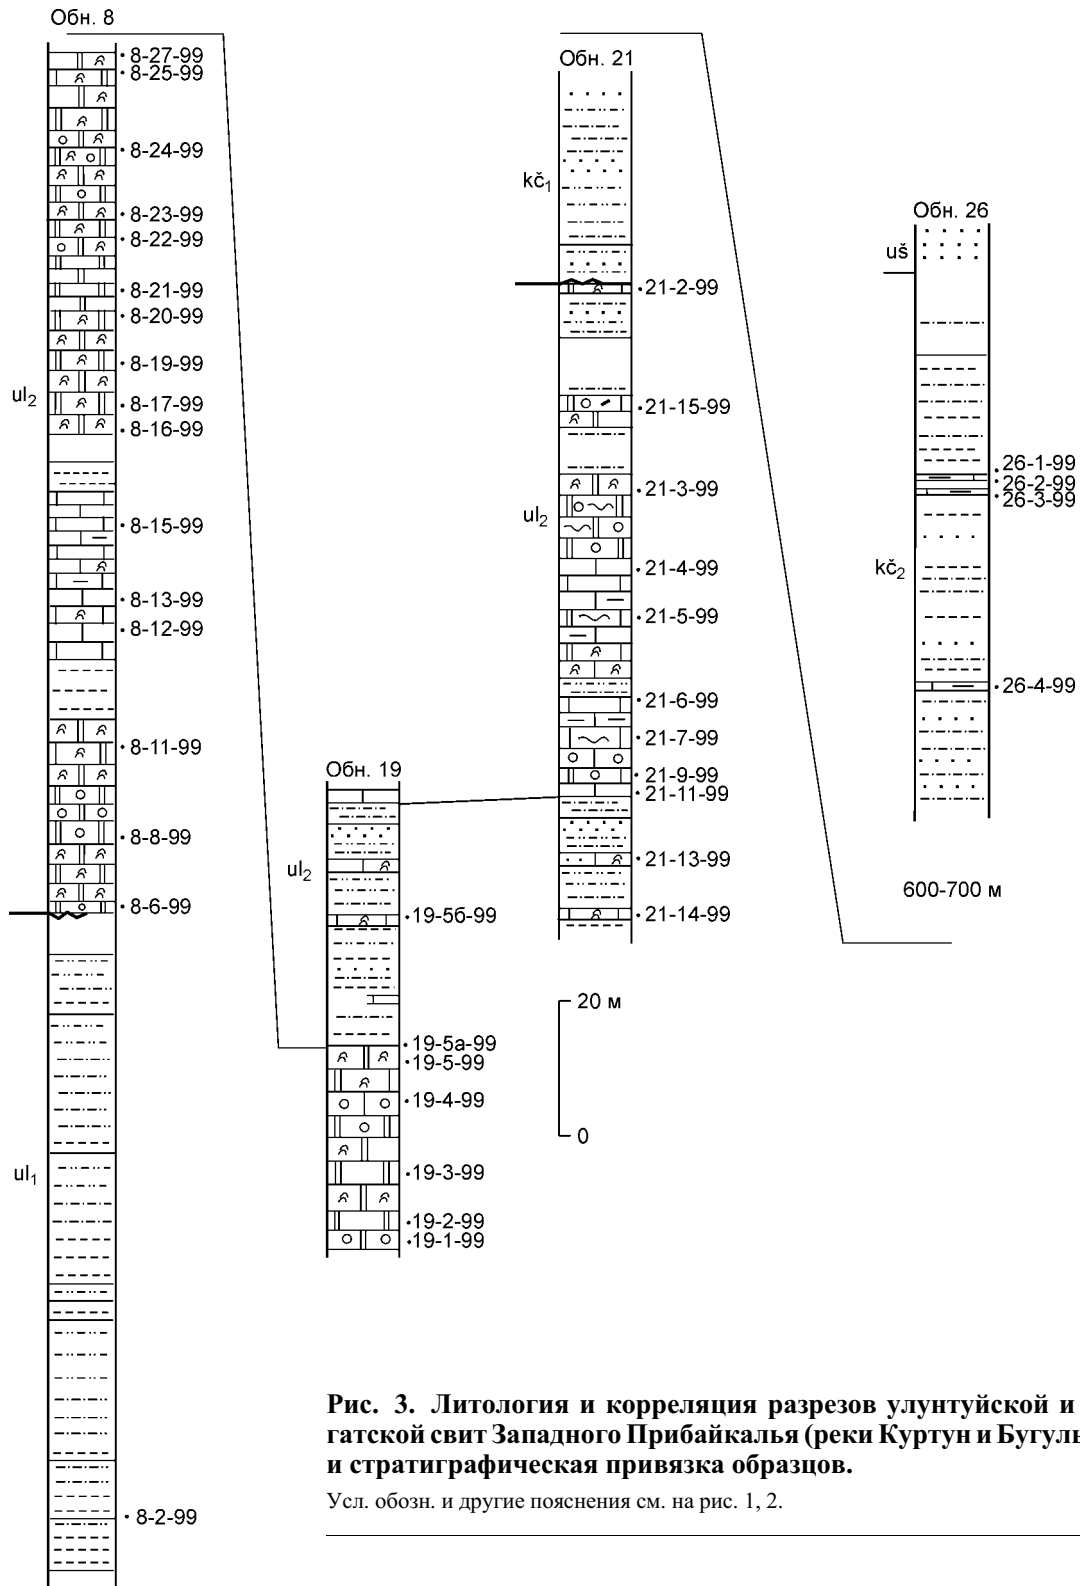 Обн. 8
8-27-99
8-25-99
8-24-99
8-23-99
8-22-99
8-21-99
8-20-99
8-19-99
8-17-99
8-16-99
8-15-99
8-13-99
8-12-99
8-11-99
8-8-99
8-6-99
8-2-99
ul₂
ul₁
Обн. 19
ul₂
19-5б-99
19-5а-99
19-5-99
19-4-99
19-3-99
19-2-99
19-1-99
Обн. 21
kč₁
ul₂
21-2-99
21-15-99
21-3-99
21-4-99
21-5-99
21-6-99
21-7-99
21-9-99
21-11-99
21-13-99
21-14-99
20 м
0
Обн. 26
uš
kč₂
26-1-99
26-2-99
26-3-99
26-4-99
600-700 м
Рис. 3. Литология и корреляция разрезов улунтуйской и
гатской свит Западного Прибайкалья (реки Куртун и Бугуль
и стратиграфическая привязка образцов.
Усл. обозн. и другие пояснения см. на рис. 1, 2.